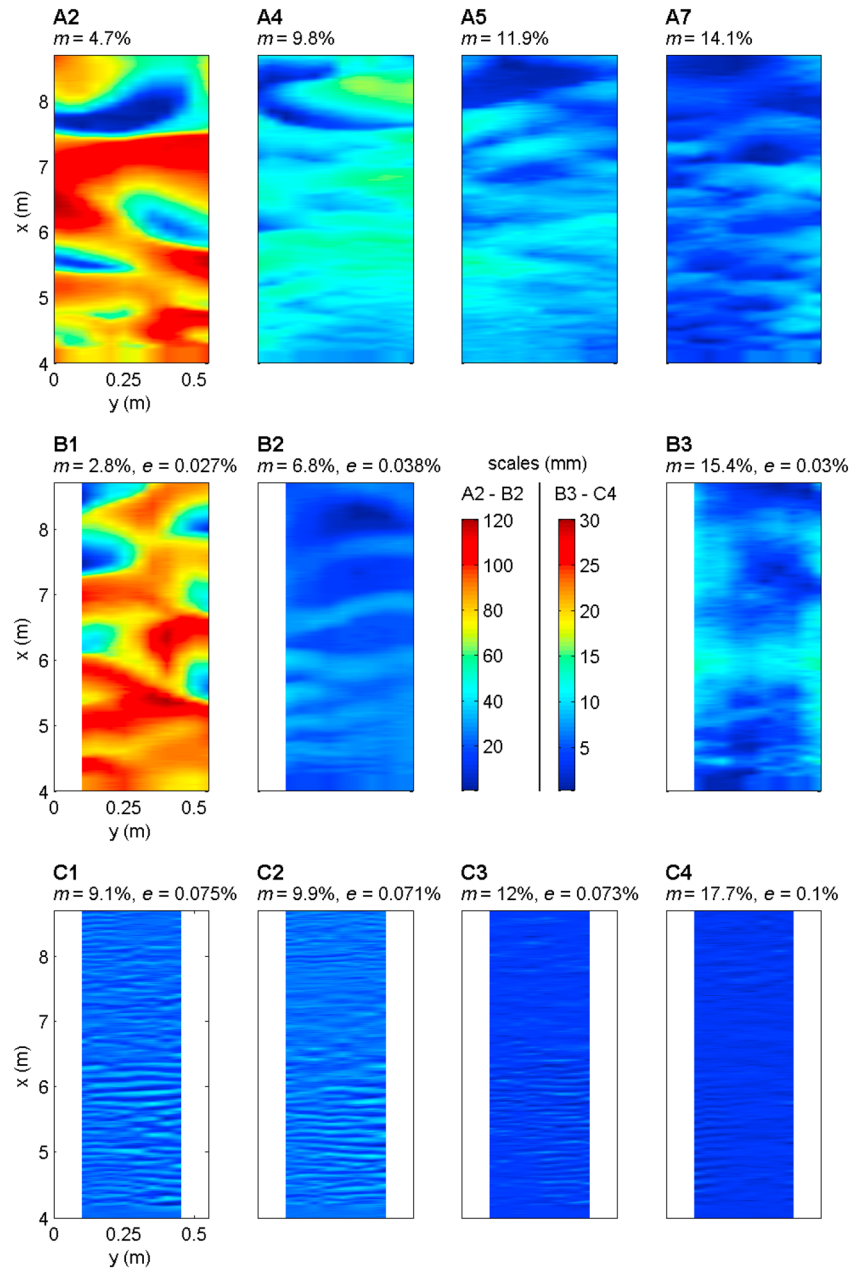 A2 A4 A5 A7
m = 4.7% m = 9.8% m = 11.9% m = 14.1%
8
7
x (m)
6
5
4
0 0.25 0.5
y (m)
B1 B2 B3
m = 2.8%, e = 0.027% m = 6.8%, e = 0.038% scales (mm) m = 15.4%, e = 0.03%
A2 - B2 B3 - C4
8
7
x (m)
6
5
4
120 30
100 25
80 20
60 15
40 10
20 5
0 0.25 0.5
y (m)
C1 C2 C3 C4
m = 9.1%, e = 0.075% m = 9.9%, e = 0.071% m = 12%, e = 0.073% m = 17.7%, e = 0.1%
8
7
x (m)
6
5
4
0 0.25 0.5
y (m)